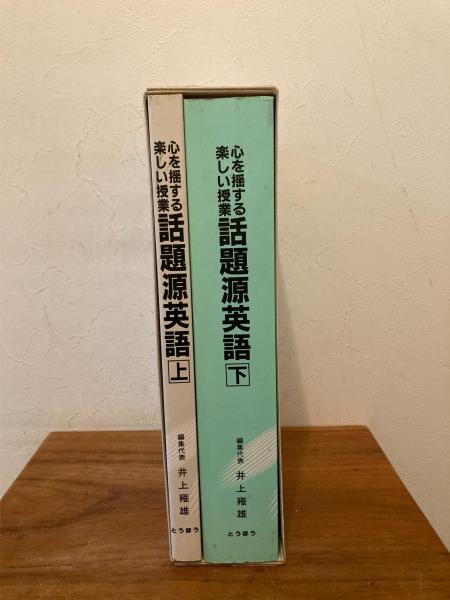 心を揺する
楽しい授業
話題源英語
上
編集代表 井上雍雄
とうほう
心を揺する
楽しい授業
話題源英語
下
編集代表 井上雍雄
とうほう